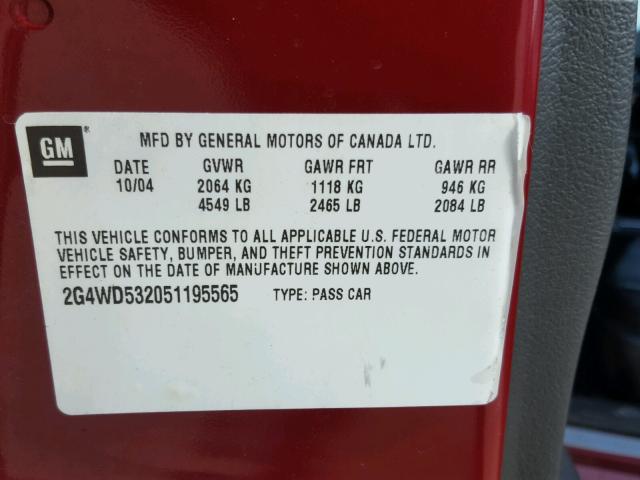 GM® MFD BY GENERAL MOTORS OF CANADA LTD.
DATE GVWR GAWR FRT GAWR RR
10/04 2064 KG 1118 KG 946 KG
4549 LB 2465 LB 2084 LB
THIS VEHICLE CONFORMS TO ALL APPLICABLE U.S. FEDERAL MOTOR
VEHICLE SAFETY, BUMPER, AND THEFT PREVENTION STANDARDS IN
EFFECT ON THE DATE OF MANUFACTURE SHOWN ABOVE.
2G4WD532051195565 TYPE: PASS CAR